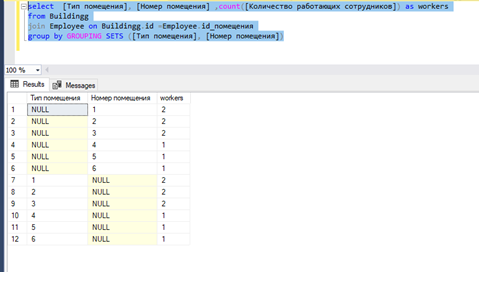 select [Тип помещения], [Номер помещения] ,count([Количество работающих сотрудников]) as workers
from Buildingg
join Employee on Buildingg.id =Employee.id_помещения
group by GROUPING SETS ([Тип помещения], [Номер помещения])
100 %
Results Messages
Тип помещения Номер помещения workers
1 NULL 1 2
2 NULL 2 2
3 NULL 3 2
4 NULL 4 1
5 NULL 5 1
6 NULL 6 1
7 1 NULL 2
8 2 NULL 2
9 3 NULL 2
10 4 NULL 1
11 5 NULL 1
12 6 NULL 1